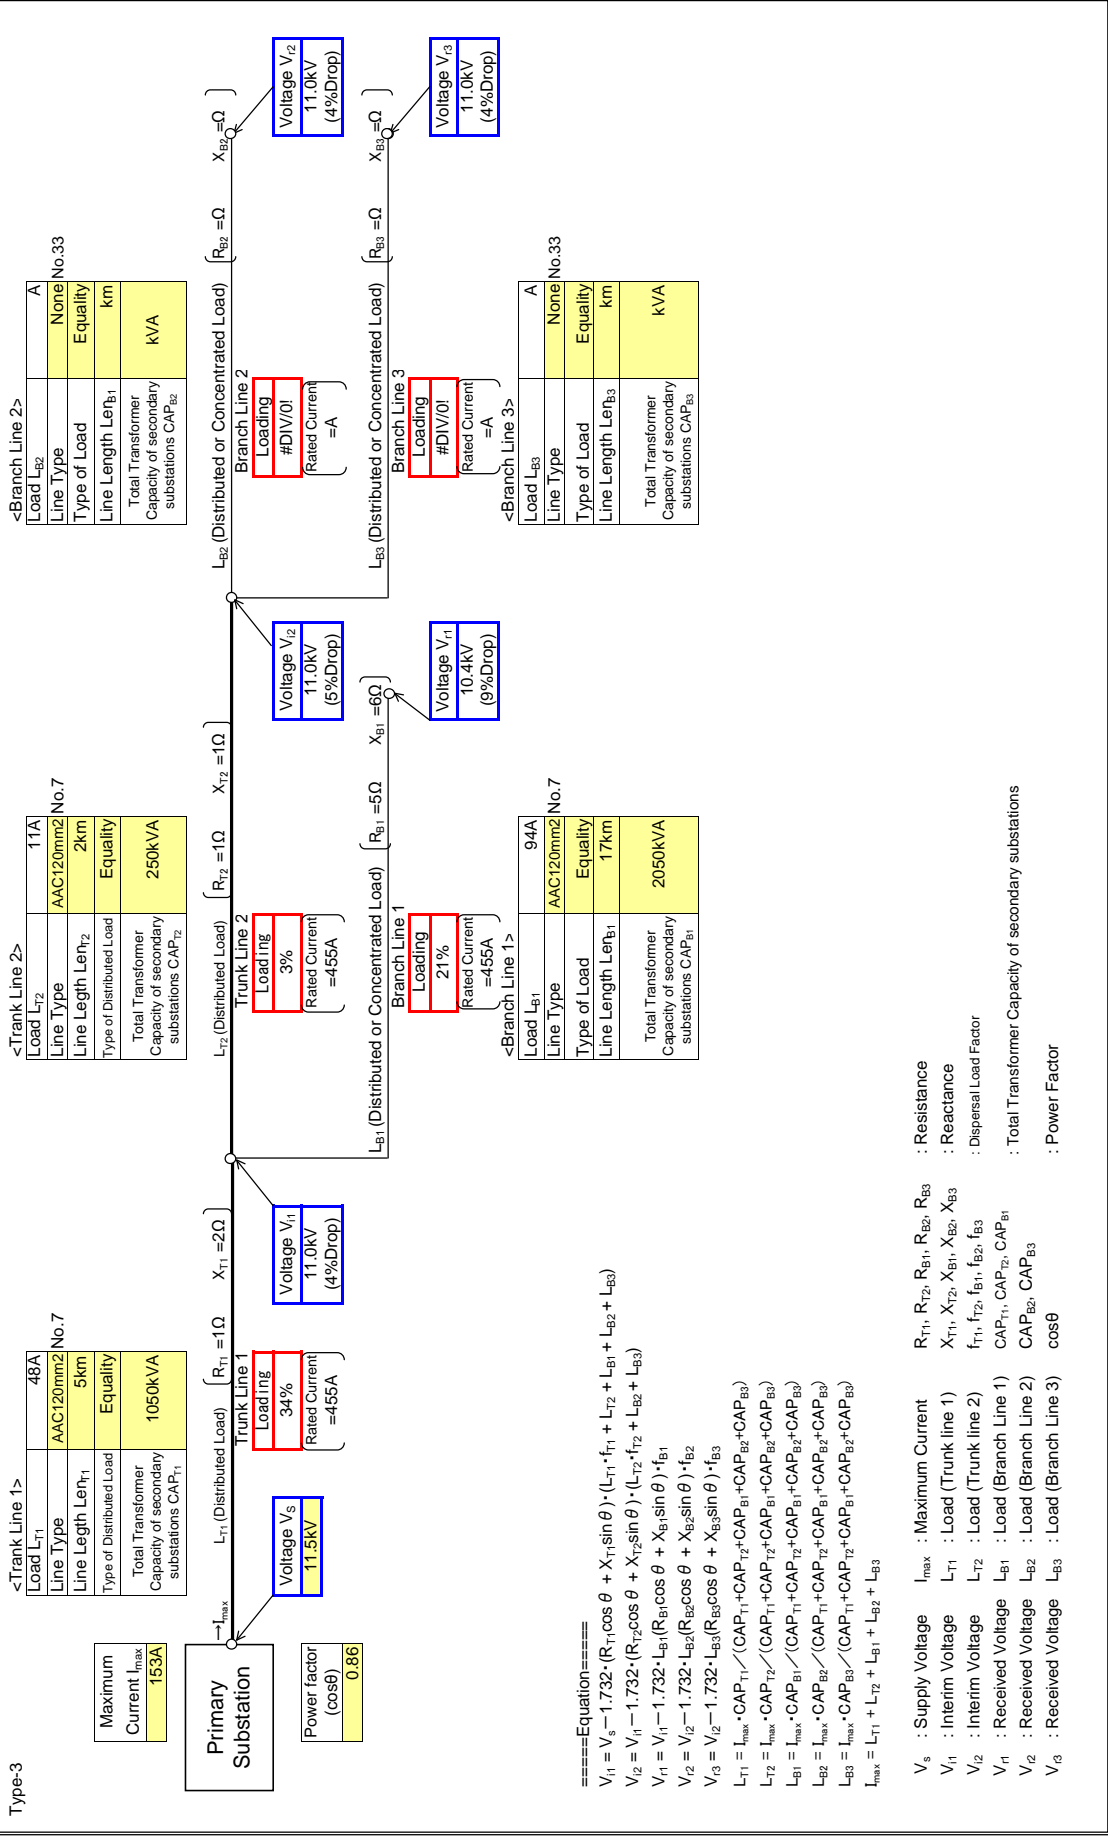 Type-3
<Trank Line 1>
Load LT1 48A
Line Type AAC120mm2 No.7
Line Legth LenT1 5km
Type of Distributed Load Equality
Total Transformer
Capacity of secondary
substations CAPT1 1050kVA
<Trank Line 2>
Load LT2 11A
Line Type AAC120mm2 No.7
Line Legth LenT2 2km
Type of Distributed Load Equality
Total Transformer
Capacity of secondary
substations CAPT2 250kVA
<Branch Line 2>
Load LB2 A
Line Type None No.33
Type of Load Equality
Line Length LenB1 km
Total Transformer
Capacity of secondary
substations CAPB2 kVA
Maximum
Current Imax
153A
Primary
Substation
→Imax
Power factor
(cosθ)
0.86
Voltage VS
11.5kV
LT1 (Distributed Load) RT1 =1Ω XT1 =2Ω
Trunk Line 1
Loading
34%
Rated Current
=455A
Voltage Vi1
11.0kV
(4%Drop)
LT2 (Distributed Load) RT2 =1Ω XT2 =1Ω
Trunk Line 2
Loading
3%
Rated Current
=455A
Voltage Vi2
11.0kV
(5%Drop)
LB2 (Distributed or Concentrated Load) RB2 =Ω XB2 =Ω
Branch Line 2
Loading
#DIV/0!
Rated Current
=A
Voltage Vr2
11.0kV
(4%Drop)
LB1 (Distributed or Concentrated Load) RB1 =5Ω XB1 =6Ω
Branch Line 1
Loading
21%
Rated Current
=455A
Voltage Vr1
10.4kV
(9%Drop)
LB3 (Distributed or Concentrated Load) RB3 =Ω XB3 =Ω
Branch Line 3
Loading
#DIV/0!
Rated Current
=A
Voltage Vr3
11.0kV
(4%Drop)
<Branch Line 1>
Load LB1 94A
Line Type AAC120mm2 No.7
Type of Load Equality
Line Length LenB1 17km
Total Transformer
Capacity of secondary
substations CAPB1 2050kVA
<Branch Line 3>
Load LB3 A
Line Type None No.33
Type of Load Equality
Line Length LenB3 km
Total Transformer
Capacity of secondary
substations CAPB3 kVA
=====Equation=====
Vi1 = Vs－1.732･(RT1cos θ + XT1sin θ)･(LT1･fT1 + LT2 + LB1 + LB2 + LB3)
Vi2 = Vi1－1.732･(RT2cos θ + XT2sin θ)･(LT2･fT2 + LB2 + LB3)
Vr1 = Vi1－1.732･LB1(RB1cos θ + XB1sin θ)･fB1
Vr2 = Vi2－1.732･LB2(RB2cos θ + XB2sin θ)･fB2
Vr3 = Vi2－1.732･LB3(RB3cos θ + XB3sin θ)･fB3
LT1 = Imax･CAPT1／(CAPT1+CAPT2+CAPB1+CAPB2+CAPB3)
LT2 = Imax･CAPT2／(CAPT1+CAPT2+CAPB1+CAPB2+CAPB3)
LB1 = Imax･CAPB1／(CAPT1+CAPT2+CAPB1+CAPB2+CAPB3)
LB2 = Imax･CAPB2／(CAPT1+CAPT2+CAPB1+CAPB2+CAPB3)
LB3 = Imax･CAPB3／(CAPT1+CAPT2+CAPB1+CAPB2+CAPB3)
Imax = LT1 + LT2 + LB1 + LB2 + LB3
Vs : Supply Voltage Imax : Maximum Current RT1, RT2, RB1, RB2, RB3 : Resistance
Vi1 : Interim Voltage LT1 : Load (Trunk line 1) XT1, XT2, XB1, XB2, XB3 : Reactance
Vi2 : Interim Voltage LT2 : Load (Trunk line 2) fT1, fT2, fB1, fB2, fB3 : Dispersal Load Factor
Vr1 : Received Voltage LB1 : Load (Branch Line 1) CAPT1, CAPT2, CAPB1 : Total Transformer Capacity of secondary substations
Vr2 : Received Voltage LB2 : Load (Branch Line 2) CAPB2, CAPB3
Vr3 : Received Voltage LB3 : Load (Branch Line 3) cosθ : Power Factor